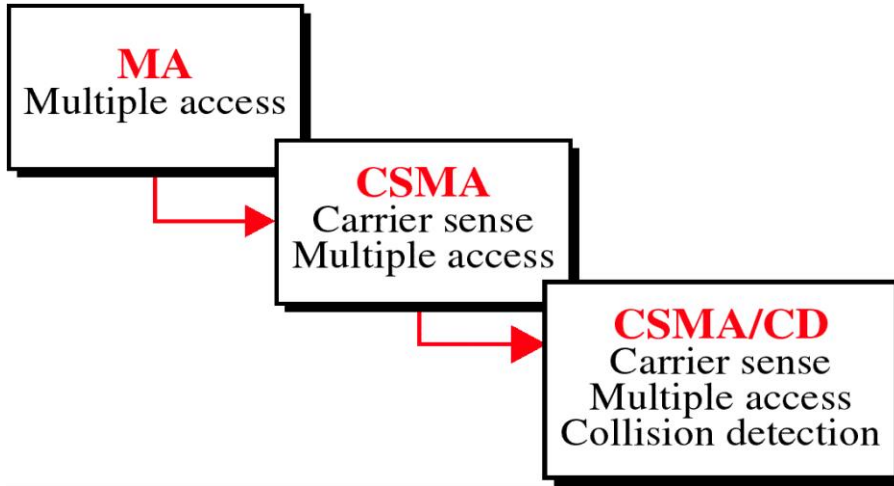 MA
Multiple access
CSMA
Carrier sense
Multiple access
CSMA/CD
Carrier sense
Multiple access
Collision detection